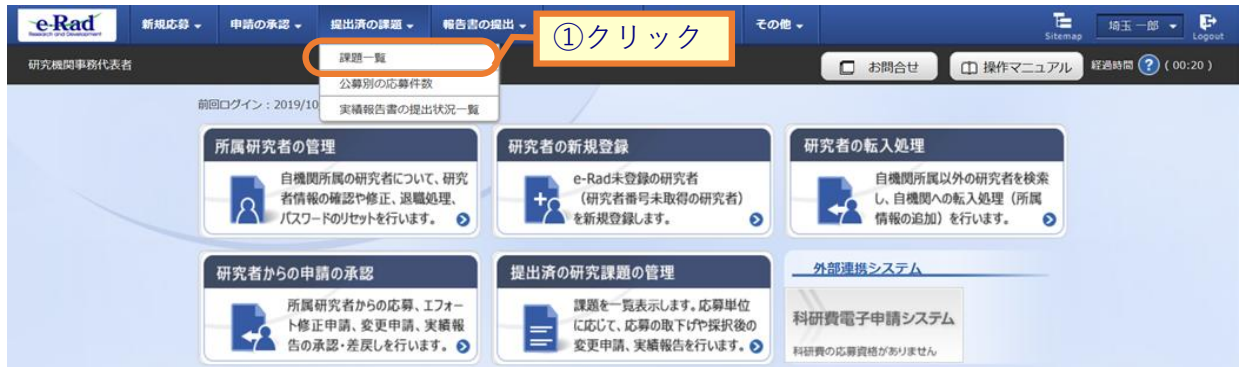 e-Rad
Research and Development
新規応募
申請の承認
提出済の課題
報告書の提出
①クリック
その他
Sitemap
埼玉 一郎
Logout
研究機関事務代表者
課題一覧
公募別の応募件数
実績報告書の提出状況一覧
お問合せ
操作マニュアル
経過時間 ? ( 00:20 )
前回ログイン：2019/10
所属研究者の管理
自機関所属の研究者について、研究
者情報の確認や修正、退職処理、
パスワードのリセットを行います。
研究者の新規登録
e-Rad未登録の研究者
（研究者番号未取得の研究者）
を新規登録します。
研究者の転入処理
自機関所属以外の研究者を検索
し、自機関への転入処理（所属
情報の追加）を行います。
研究者からの申請の承認
所属研究者からの応募、エフォー
ト修正申請、変更申請、実績報
告の承認・差戻しを行います。
提出済の研究課題の管理
課題を一覧表示します。応募単位
に応じて、応募の取下げや採択後の
変更申請、実績報告を行います。
外部連携システム
科研費電子申請システム
科研費の応募資格がありません